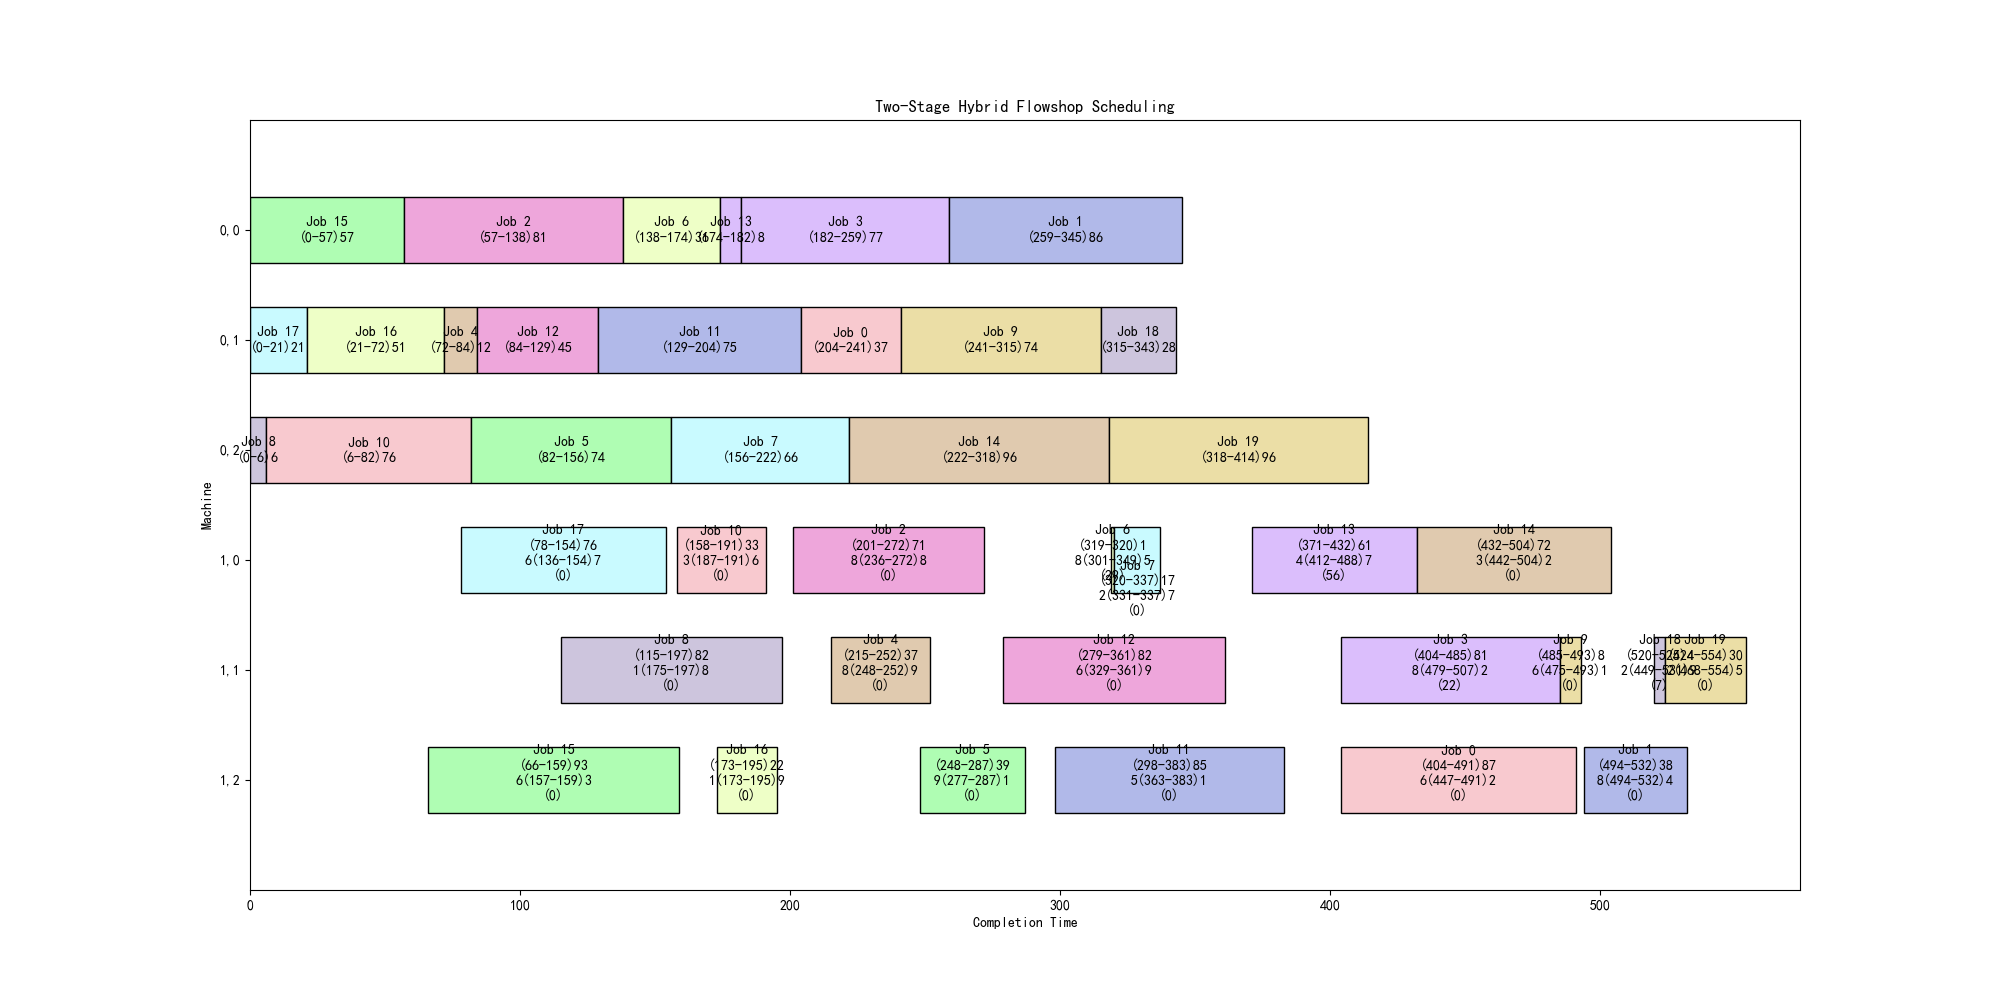 Two-Stage Hybrid Flowshop Scheduling
Machine
0,0
Job 15
(0-57)57
Job 2
(57-138)81
Job 6
(138-174)36
Job 13
(174-182)8
Job 3
(182-259)77
Job 1
(259-345)86
0,1
Job 17
(0-21)21
Job 16
(21-72)51
Job 4
(72-84)12
Job 12
(84-129)45
Job 11
(129-204)75
Job 0
(204-241)37
Job 9
(241-315)74
Job 18
(315-343)28
0,2
Job 8
(0-6)6
Job 10
(6-82)76
Job 5
(82-156)74
Job 7
(156-222)66
Job 14
(222-318)96
Job 19
(318-414)96
1,0
Job 17
(78-154)76
6(136-154)7
(0)
Job 10
(158-191)33
3(187-191)6
(0)
Job 2
(201-272)71
8(236-272)8
(0)
Job 6
(319-320)1
8(301-349)5
Job 7
(320-337)17
2(331-337)7
(0)
Job 13
(371-432)61
4(412-488)7
(56)
Job 14
(432-504)72
3(442-504)2
(0)
1,1
Job 8
(115-197)82
1(175-197)8
(0)
Job 4
(215-252)37
8(248-252)9
(0)
Job 12
(279-361)82
6(329-361)9
(0)
Job 3
(404-485)81
8(479-507)2
(22)
Job 9
(485-493)8
6(475-493)1
(0)
Job 18
(520-524)4
(7)
Job 19
(524-554)30
(0)
1,2
Job 15
(66-159)93
6(157-159)3
(0)
Job 16
(173-195)22
1(173-195)9
(0)
Job 5
(248-287)39
9(277-287)1
(0)
Job 11
(298-383)85
5(363-383)1
(0)
Job 0
(404-491)87
6(447-491)2
(0)
Job 1
(494-532)38
8(494-532)4
(0)
0
100
200
300
400
500
Completion Time